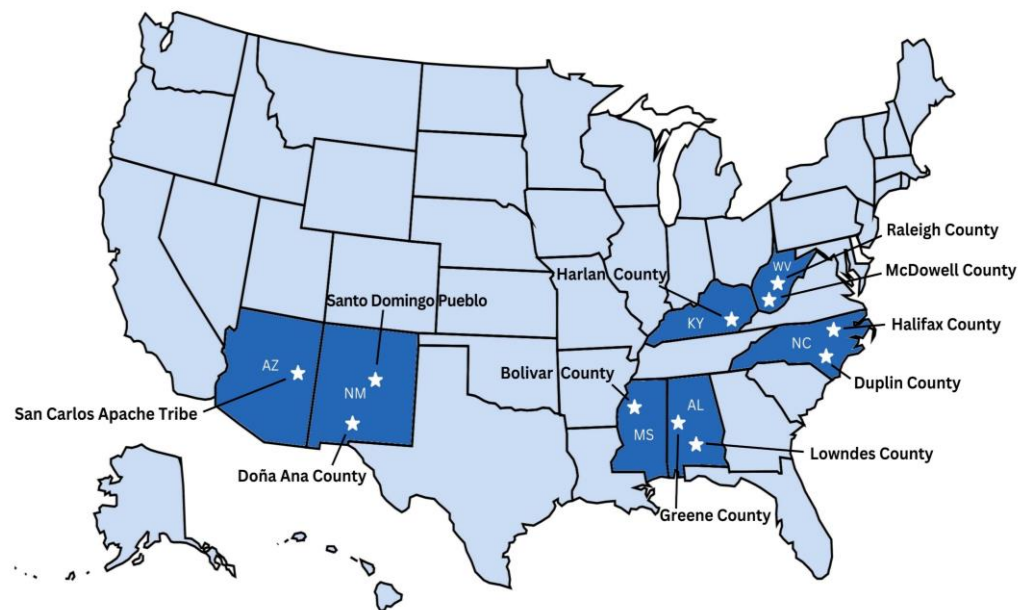 Raleigh County
WV
McDowell County
Harlan County
Santo Domingo Pueblo
KY
Halifax County
NC
AZ
Bolivar County
Duplin County
NM
San Carlos Apache Tribe
AL
MS
Lowndes County
Doña Ana County
Greene County